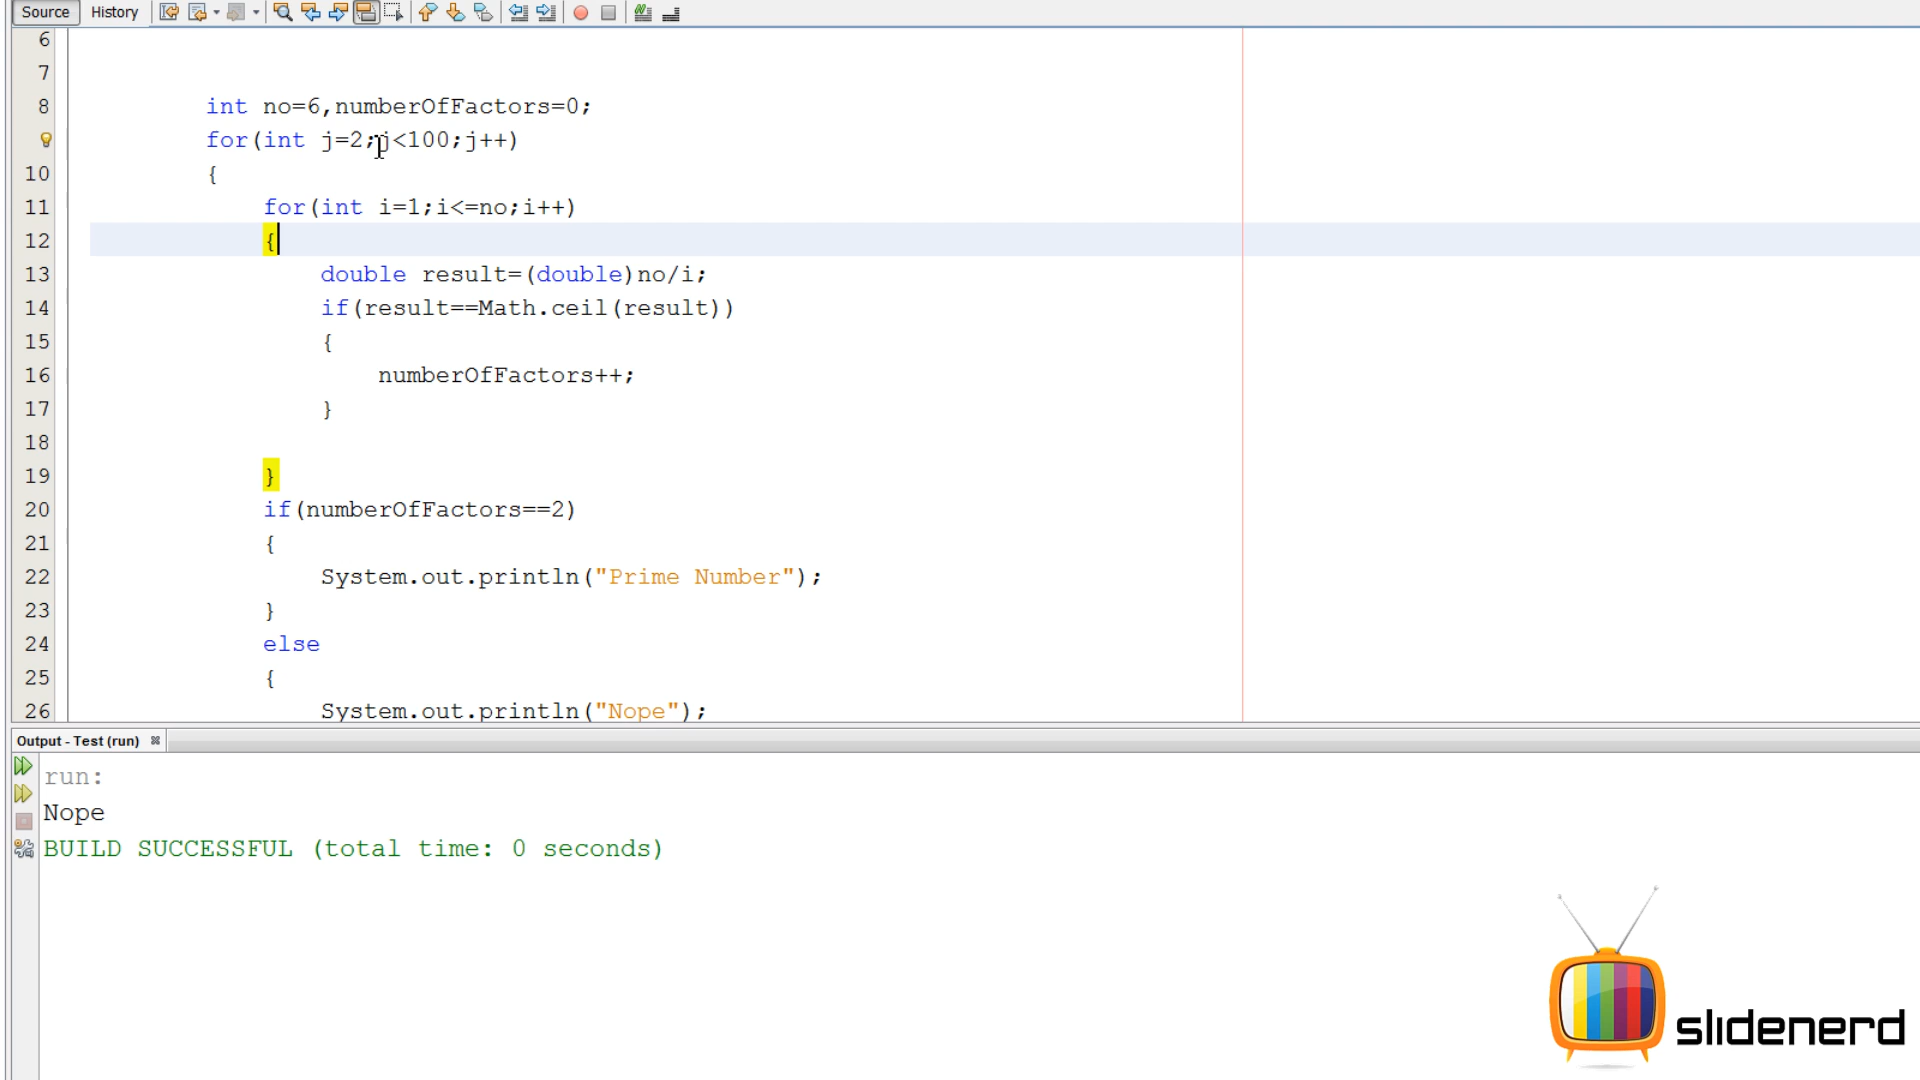 Source History
6
7
8 int no=6,numberOfFactors=0;
for(int j=2;j<100;j++)
10 {
11 for(int i=1;i<=no;i++)
12 {
13 double result=(double)no/i;
14 if(result==Math.ceil(result))
15 {
16 numberOfFactors++;
17 }
18
19 }
20 if(numberOfFactors==2)
21 {
22 System.out.println("Prime Number");
23 }
24 else
25 {
26 System.out.println("Nope");
Output - Test (run)
run:
Nope
BUILD SUCCESSFUL (total time: 0 seconds)
slidenerd